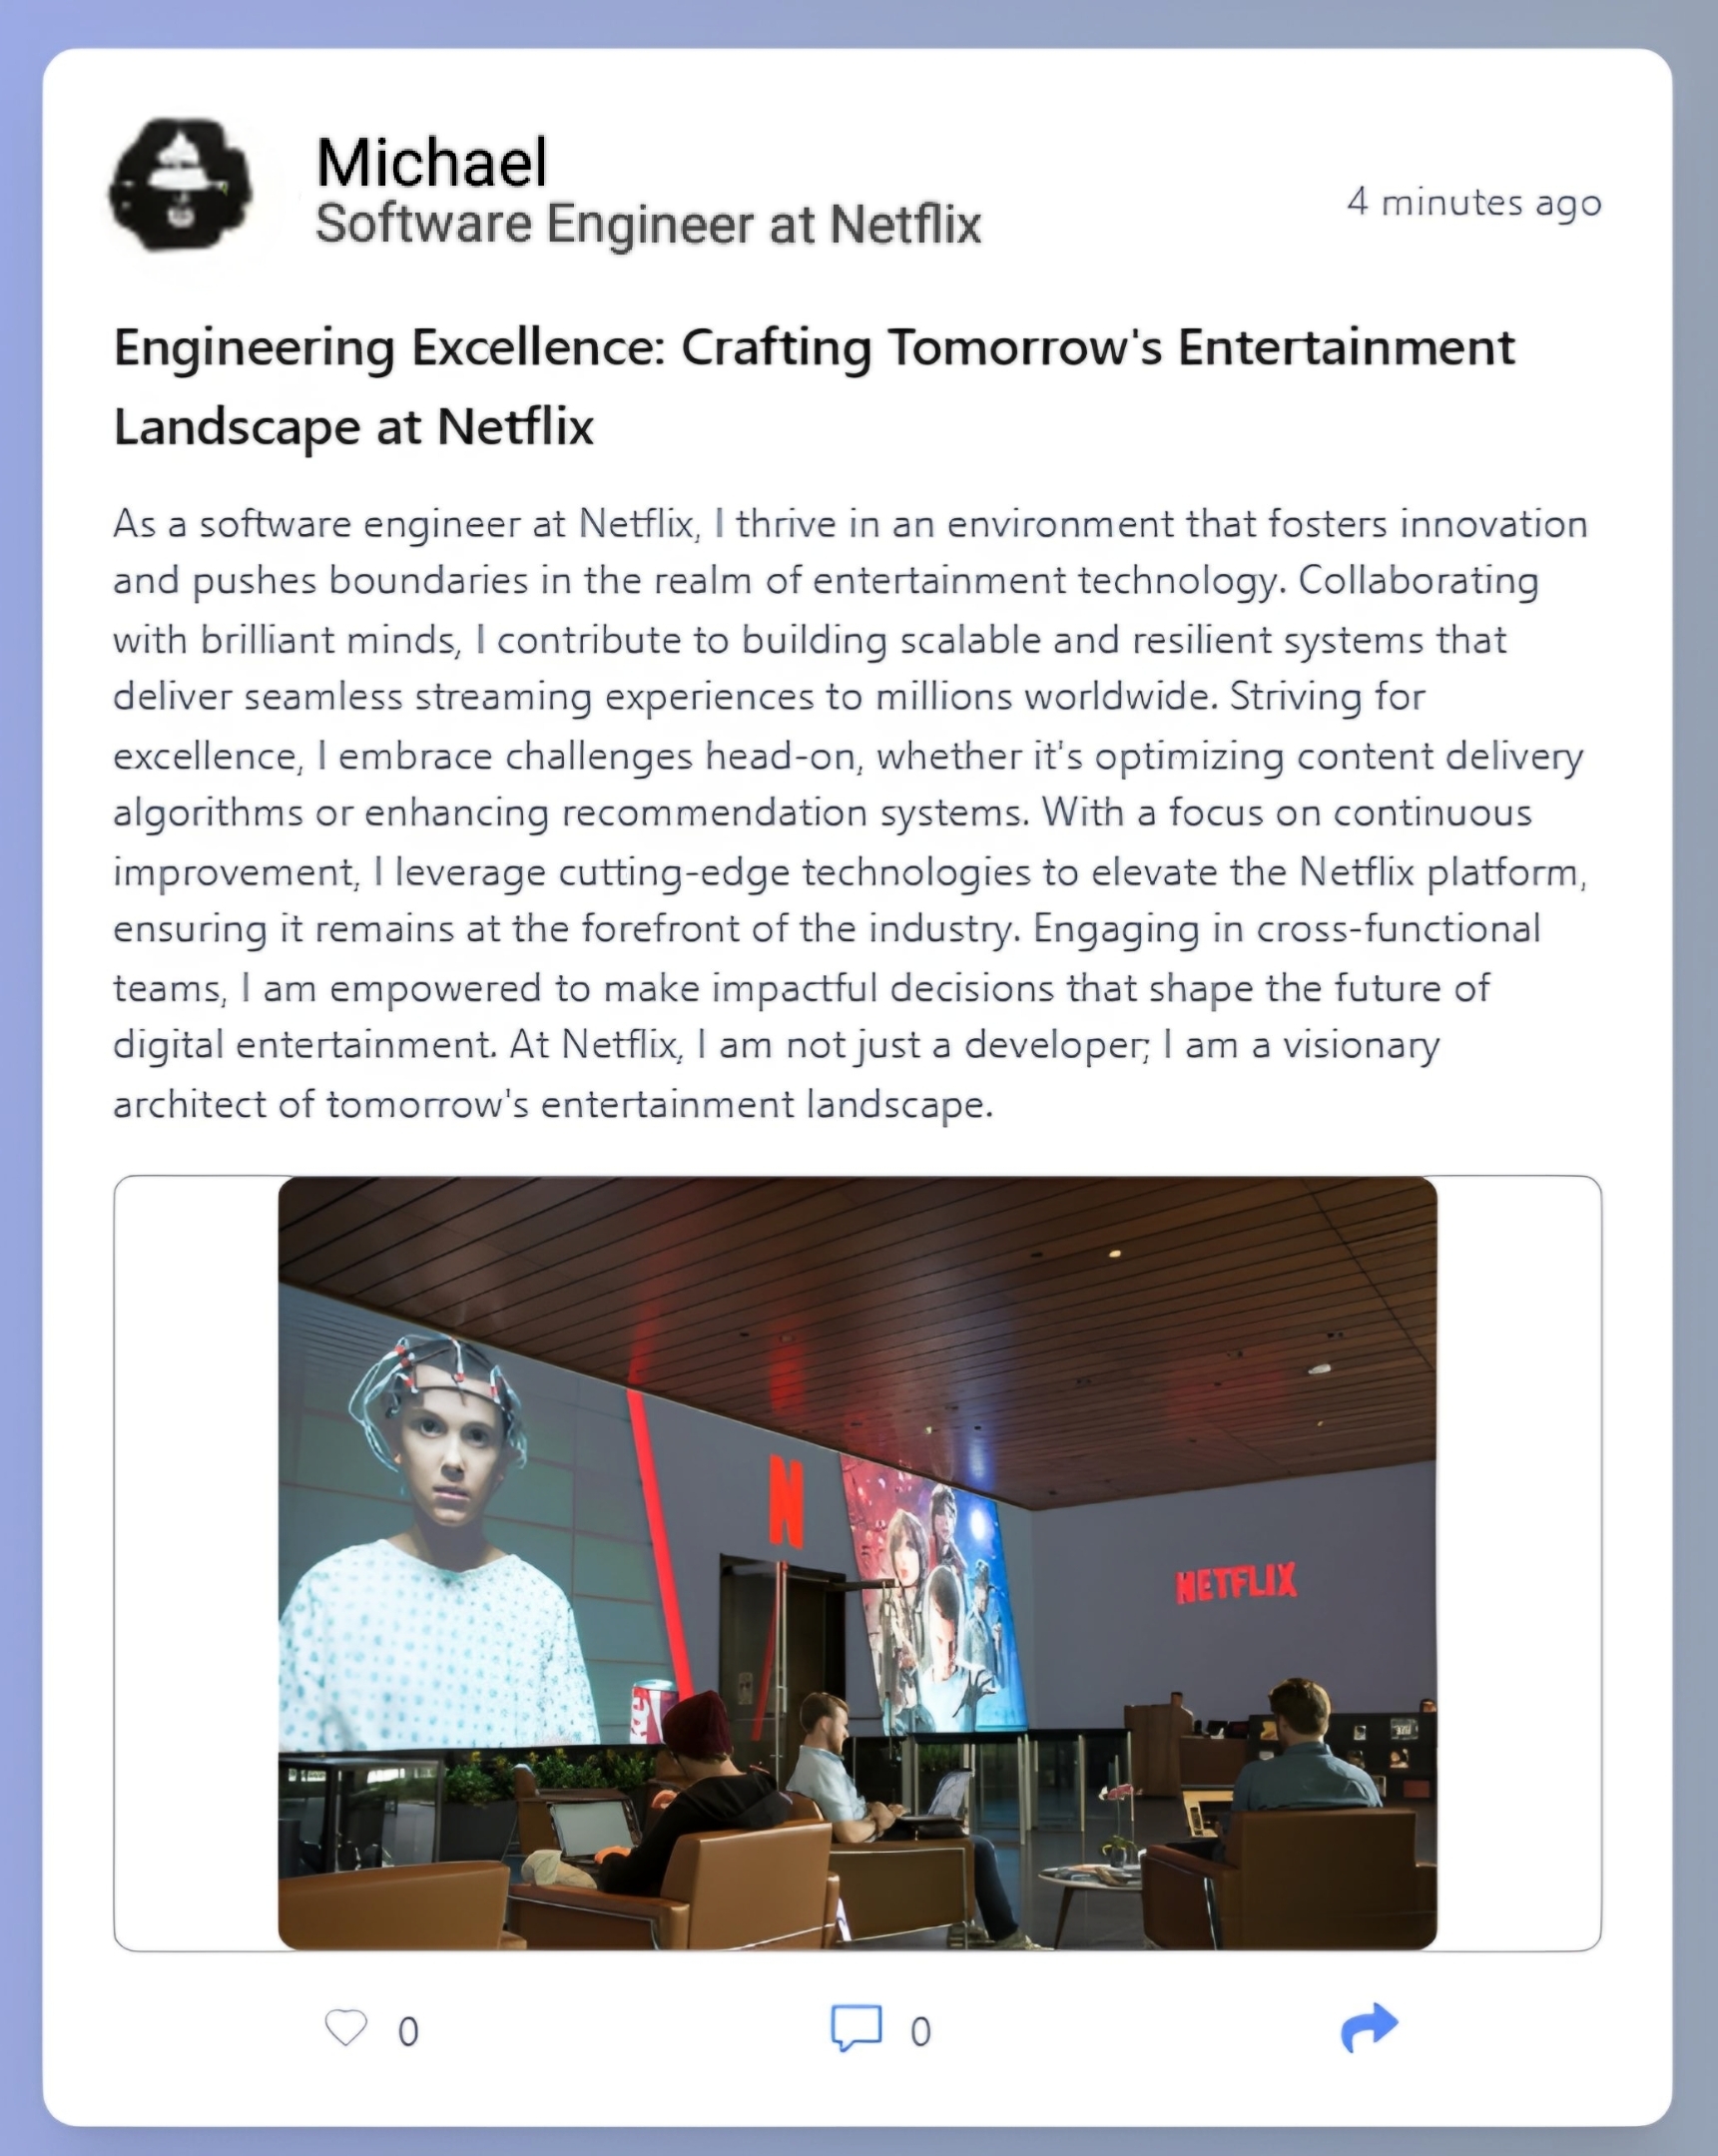 Michael
Software Engineer at Netflix
4 minutes ago
Engineering Excellence: Crafting Tomorrow's Entertainment
Landscape at Netflix
As a software engineer at Netflix, I thrive in an environment that fosters innovation
and pushes boundaries in the realm of entertainment technology. Collaborating
with brilliant minds, I contribute to building scalable and resilient systems that
deliver seamless streaming experiences to millions worldwide. Striving for
excellence, I embrace challenges head-on, whether it's optimizing content delivery
algorithms or enhancing recommendation systems. With a focus on continuous
improvement, I leverage cutting-edge technologies to elevate the Netflix platform,
ensuring it remains at the forefront of the industry. Engaging in cross-functional
teams, I am empowered to make impactful decisions that shape the future of
digital entertainment. At Netflix, I am not just a developer; I am a visionary
architect of tomorrow's entertainment landscape.
N
NETFLIX
0
0